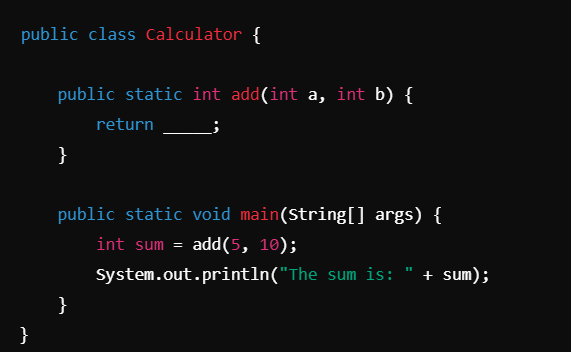 public class Calculator {
public static int add(int a, int b) {
return _____;
}
public static void main(String[] args) {
int sum = add(5, 10);
System.out.println("The sum is: " + sum);
}
}